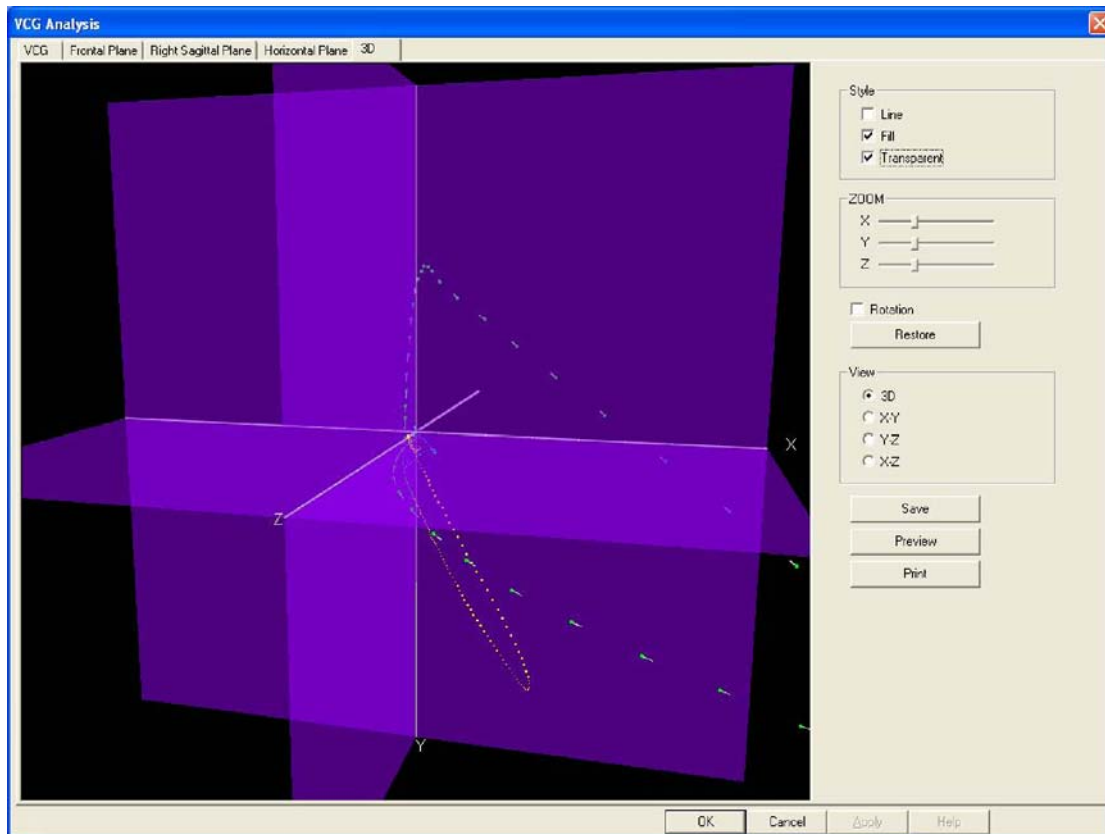 VCG Analysis
VCG Frontal Plane Right Sagittal Plane Horizontal Plane 3D
Style
Line
Fill
Transparent
ZOOM
X
Y
Z
Rotation
Restore
View
3D
X-Y
Y-Z
X-Z
Save
Preview
Print
X
Z
Y
OK Cancel Apply Help